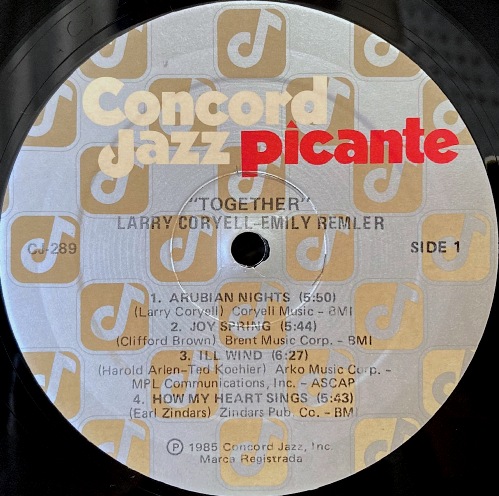 Concord
Jazz picante
"TOGETHER"
LARRY CORYELL-EMILY REMLER
CJ-289
SIDE 1
1. ARUBIAN NIGHTS (5:50)
(Larry Coryell) Coryell Music - BMI
2. JOY SPRING (5:44)
(Clifford Brown) Brent Music Corp. - BMI
3. ILL WIND (6:27)
(Harold Arlen-Ted Koehler) Arko Music Corp. -
MPL Communications, Inc. - ASCAP
4. HOW MY HEART SINGS (5:43)
(Earl Zindars) Zindars Pub. Co. - BMI
℗ 1985 Concord Jazz, Inc.
Marca Registrada